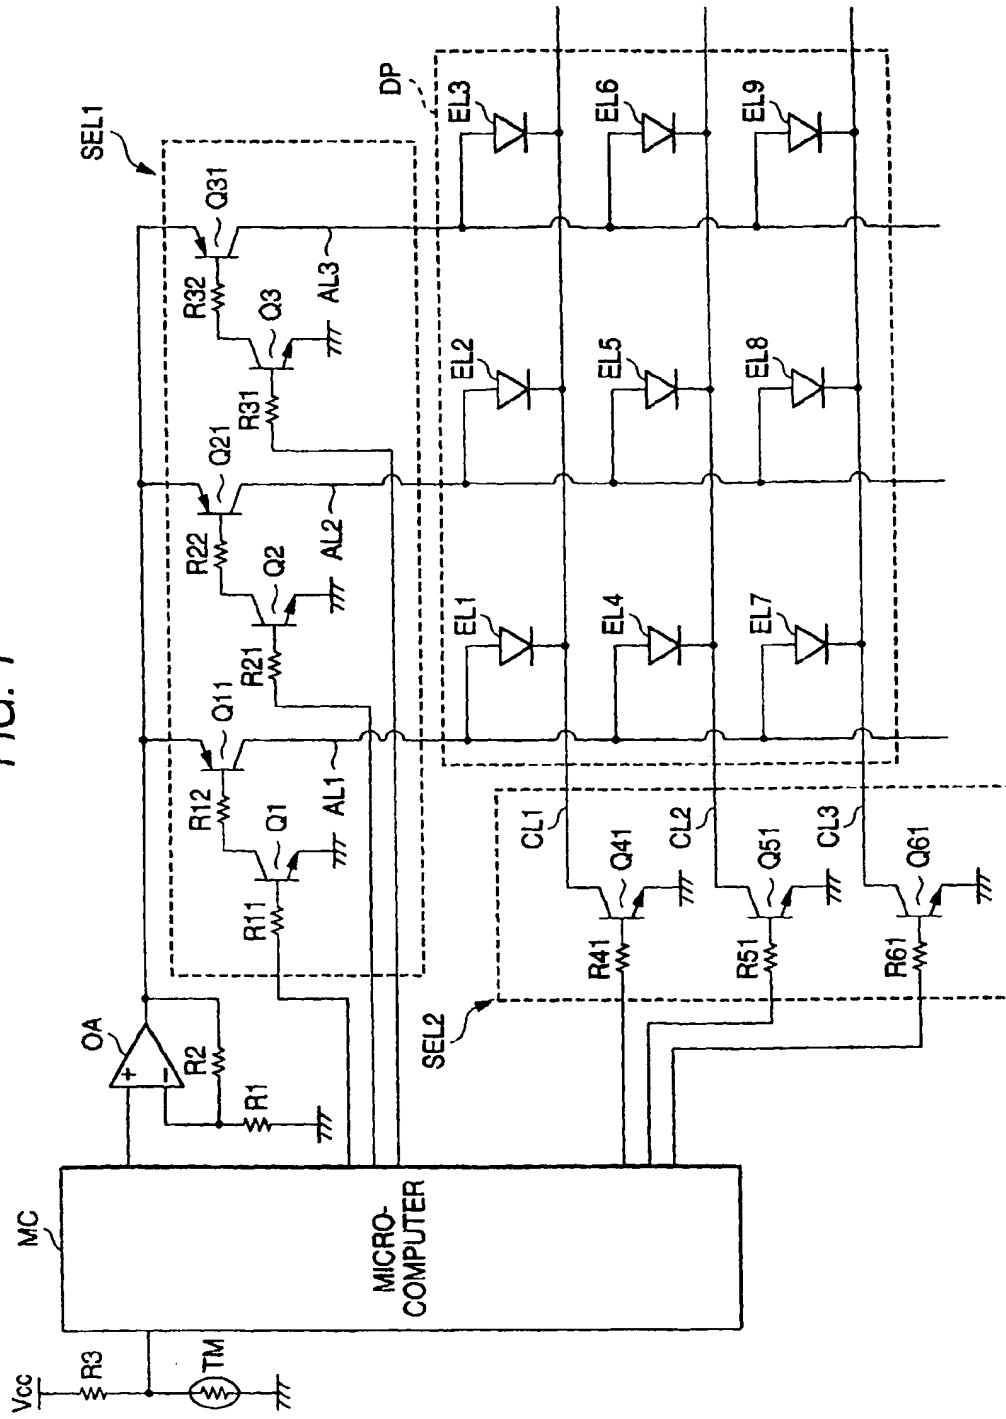 FIG. 1
SEL1
Q31
R32
Q3
R31
AL3
Q21
R22
Q2
R21
AL2
Q11
R12
Q1
R11
AL1
DP
EL3
EL6
EL9
EL2
EL5
EL8
EL1
EL4
EL7
OA
+
−
R2
R1
CL1
Q41
R41
CL2
Q51
R51
CL3
Q61
R61
SEL2
MC
MICRO-
COMPUTER
Vcc
R3
TM